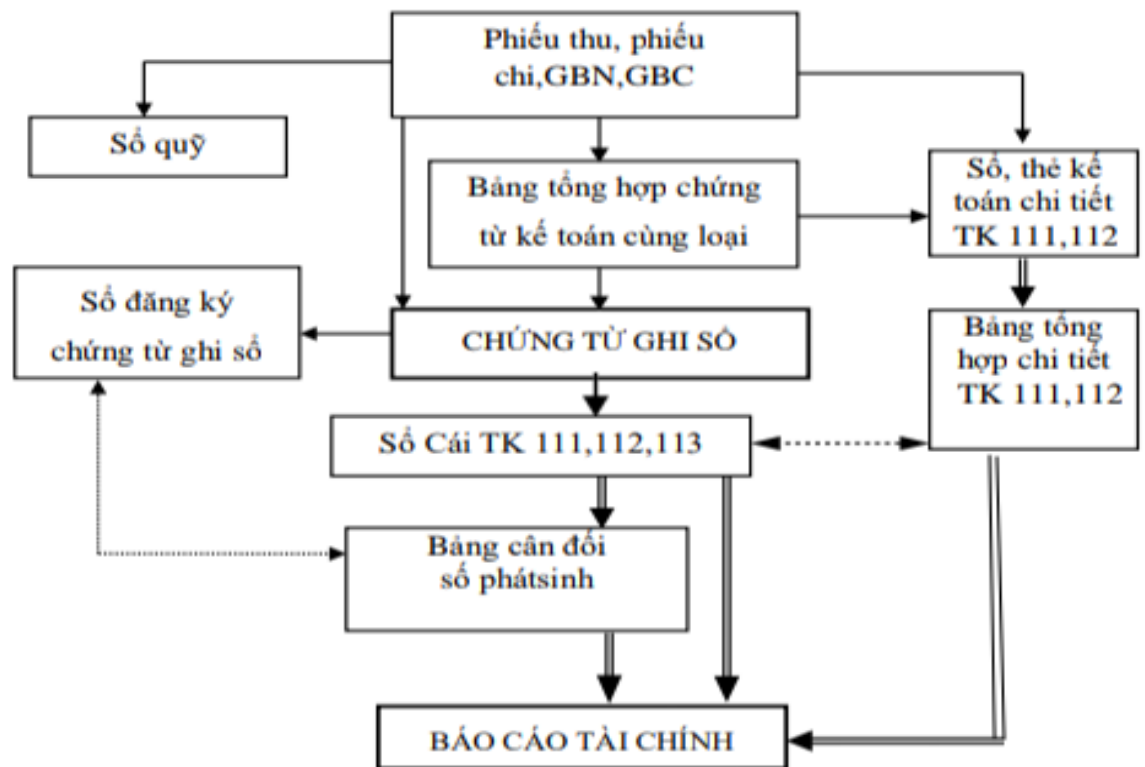 Phiếu thu, phiếu
chi,GBN,GBC
Sổ quỹ
Bảng tổng hợp chứng
từ kế toán cùng loại
Sổ, thẻ kế
toán chi tiết
TK 111,112
Sổ đăng ký
chứng từ ghi sổ
CHỨNG TỪ GHI SỔ
Bảng tổng
hợp chi tiết
TK 111,112
Sổ Cái TK 111,112,113
Bảng cân đối
số phátsinh
BÁO CÁO TÀI CHÍNH